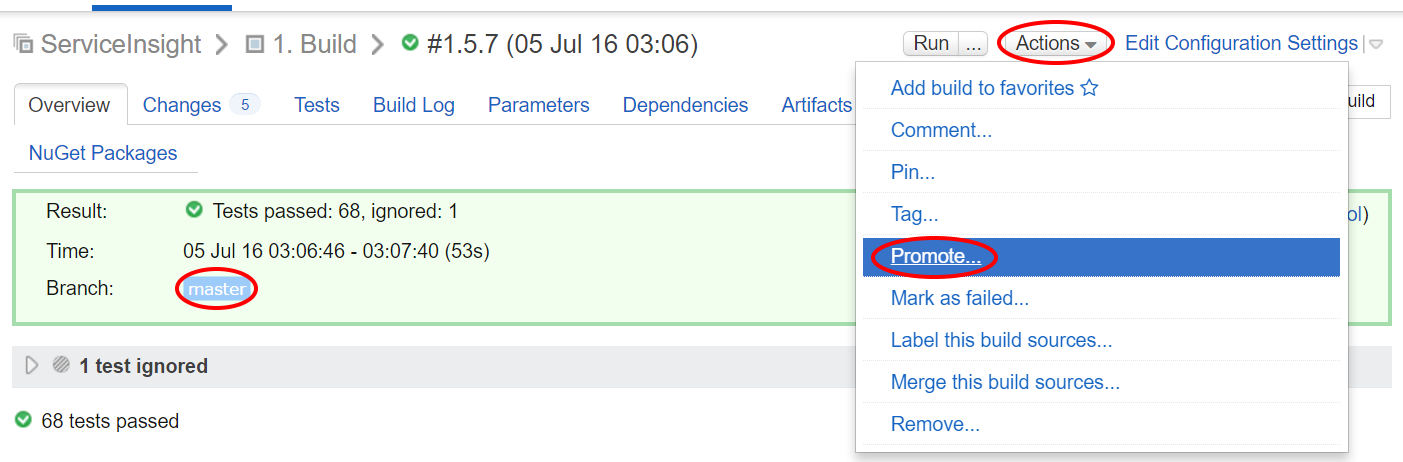 ServiceInsight 1. Build #1.5.7 (05 Jul 16 03:06) Run ... Actions Edit Configuration Settings |
Overview Changes 5 Tests Build Log Parameters Dependencies Artifacts
NuGet Packages
Result: Tests passed: 68, ignored: 1
Time: 05 Jul 16 03:06:46 - 03:07:40 (53s)
Branch: master
1 test ignored
68 tests passed
Add build to favorites
Comment...
Pin...
Tag...
Promote...
Mark as failed...
Label this build sources...
Merge this build sources...
Remove...